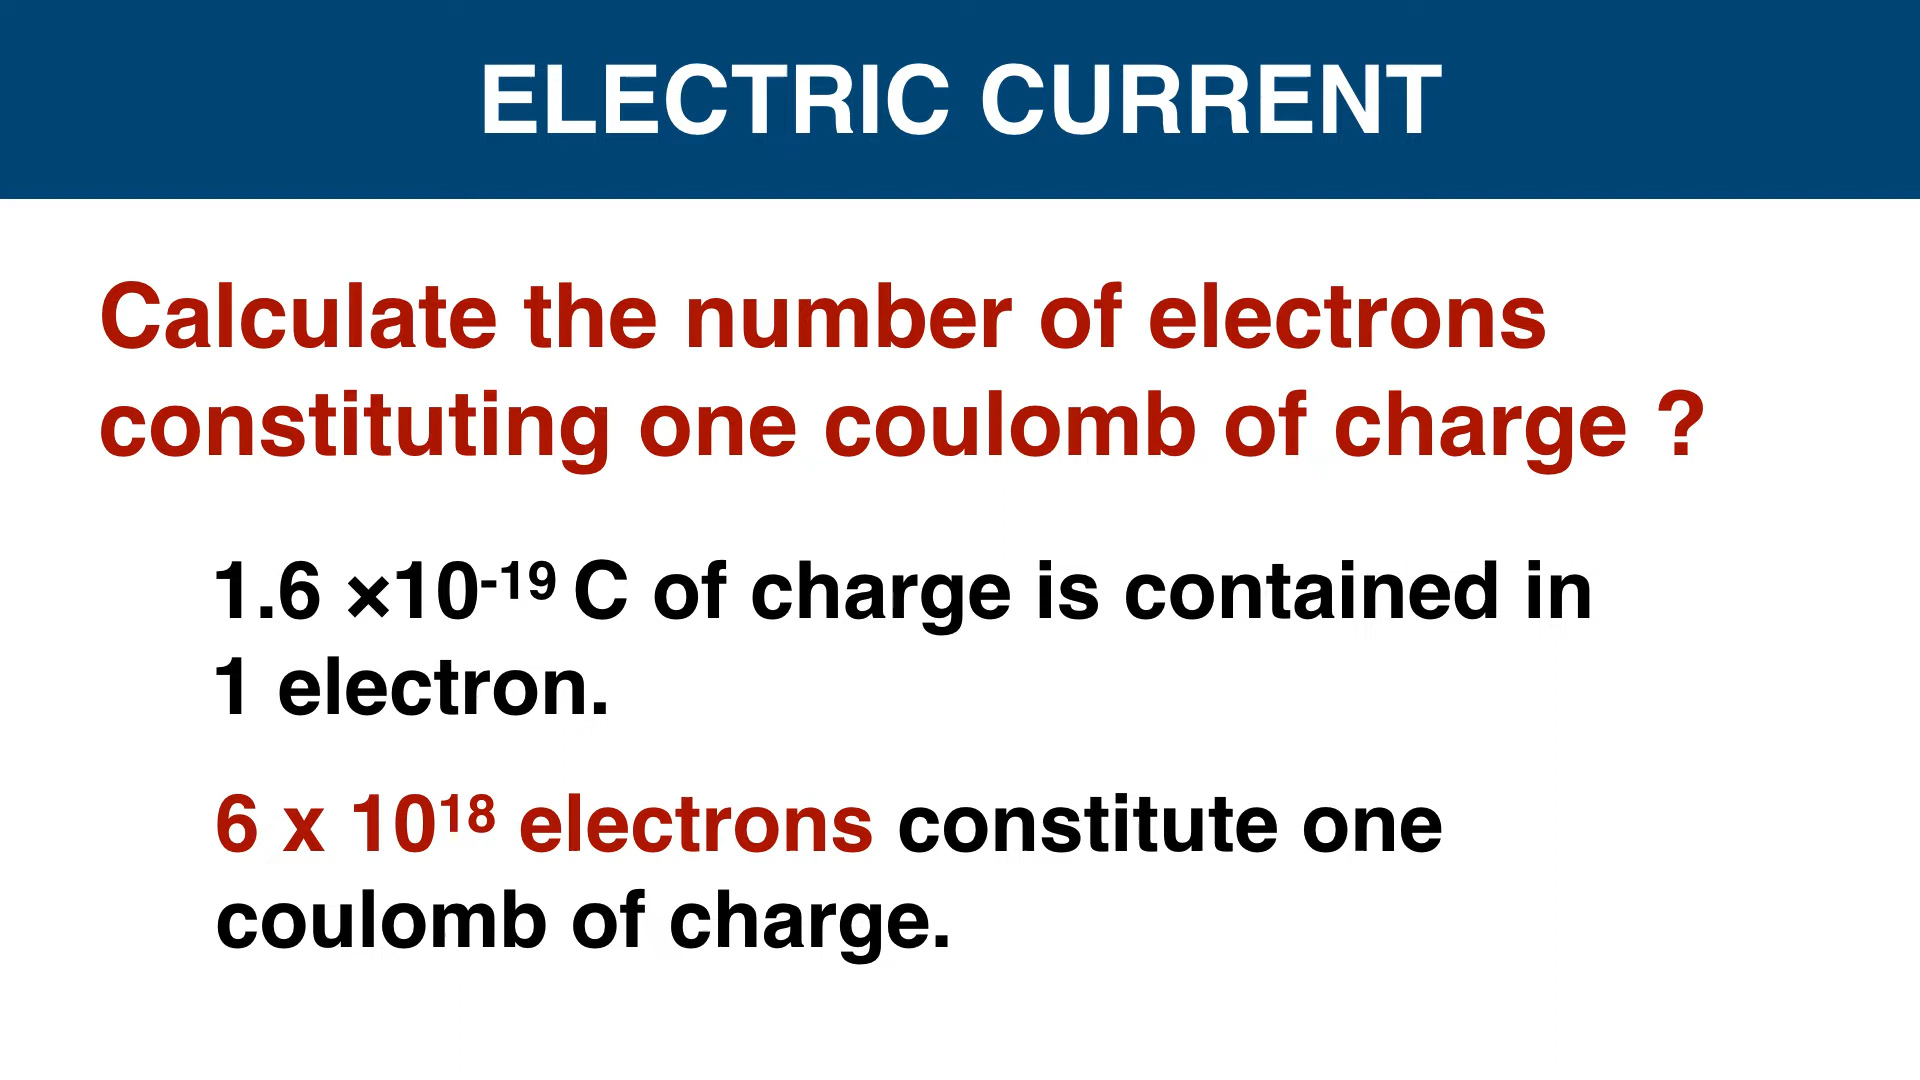 ELECTRIC CURRENT
Calculate the number of electrons
constituting one coulomb of charge ?
1.6 ×10⁻¹⁹ C of charge is contained in
1 electron.
6 x 10¹⁸ electrons constitute one
coulomb of charge.